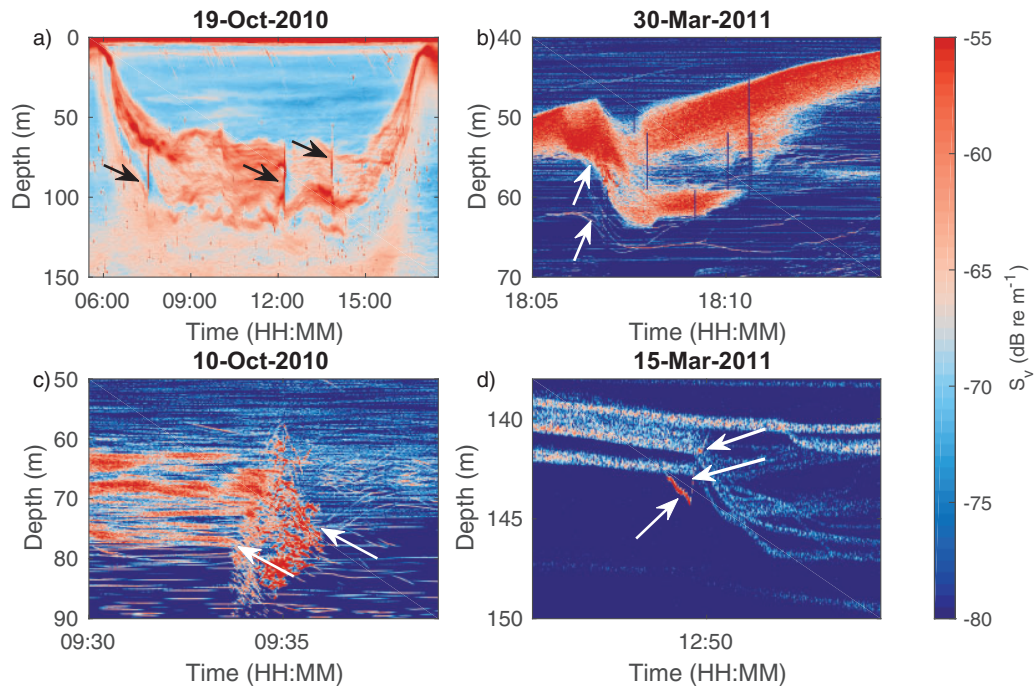 19-Oct-2010
a)
0
50
100
150
Depth (m)
06:00 09:00 12:00 15:00
Time (HH:MM)
30-Mar-2011
b)
40
50
60
70
Depth (m)
18:05 18:10
Time (HH:MM)
10-Oct-2010
c)
50
60
70
80
90
Depth (m)
09:30 09:35
Time (HH:MM)
15-Mar-2011
d)
140
145
150
Depth (m)
12:50
Time (HH:MM)
-55
-60
-65
-70
-75
-80
Sv (dB re m-1)